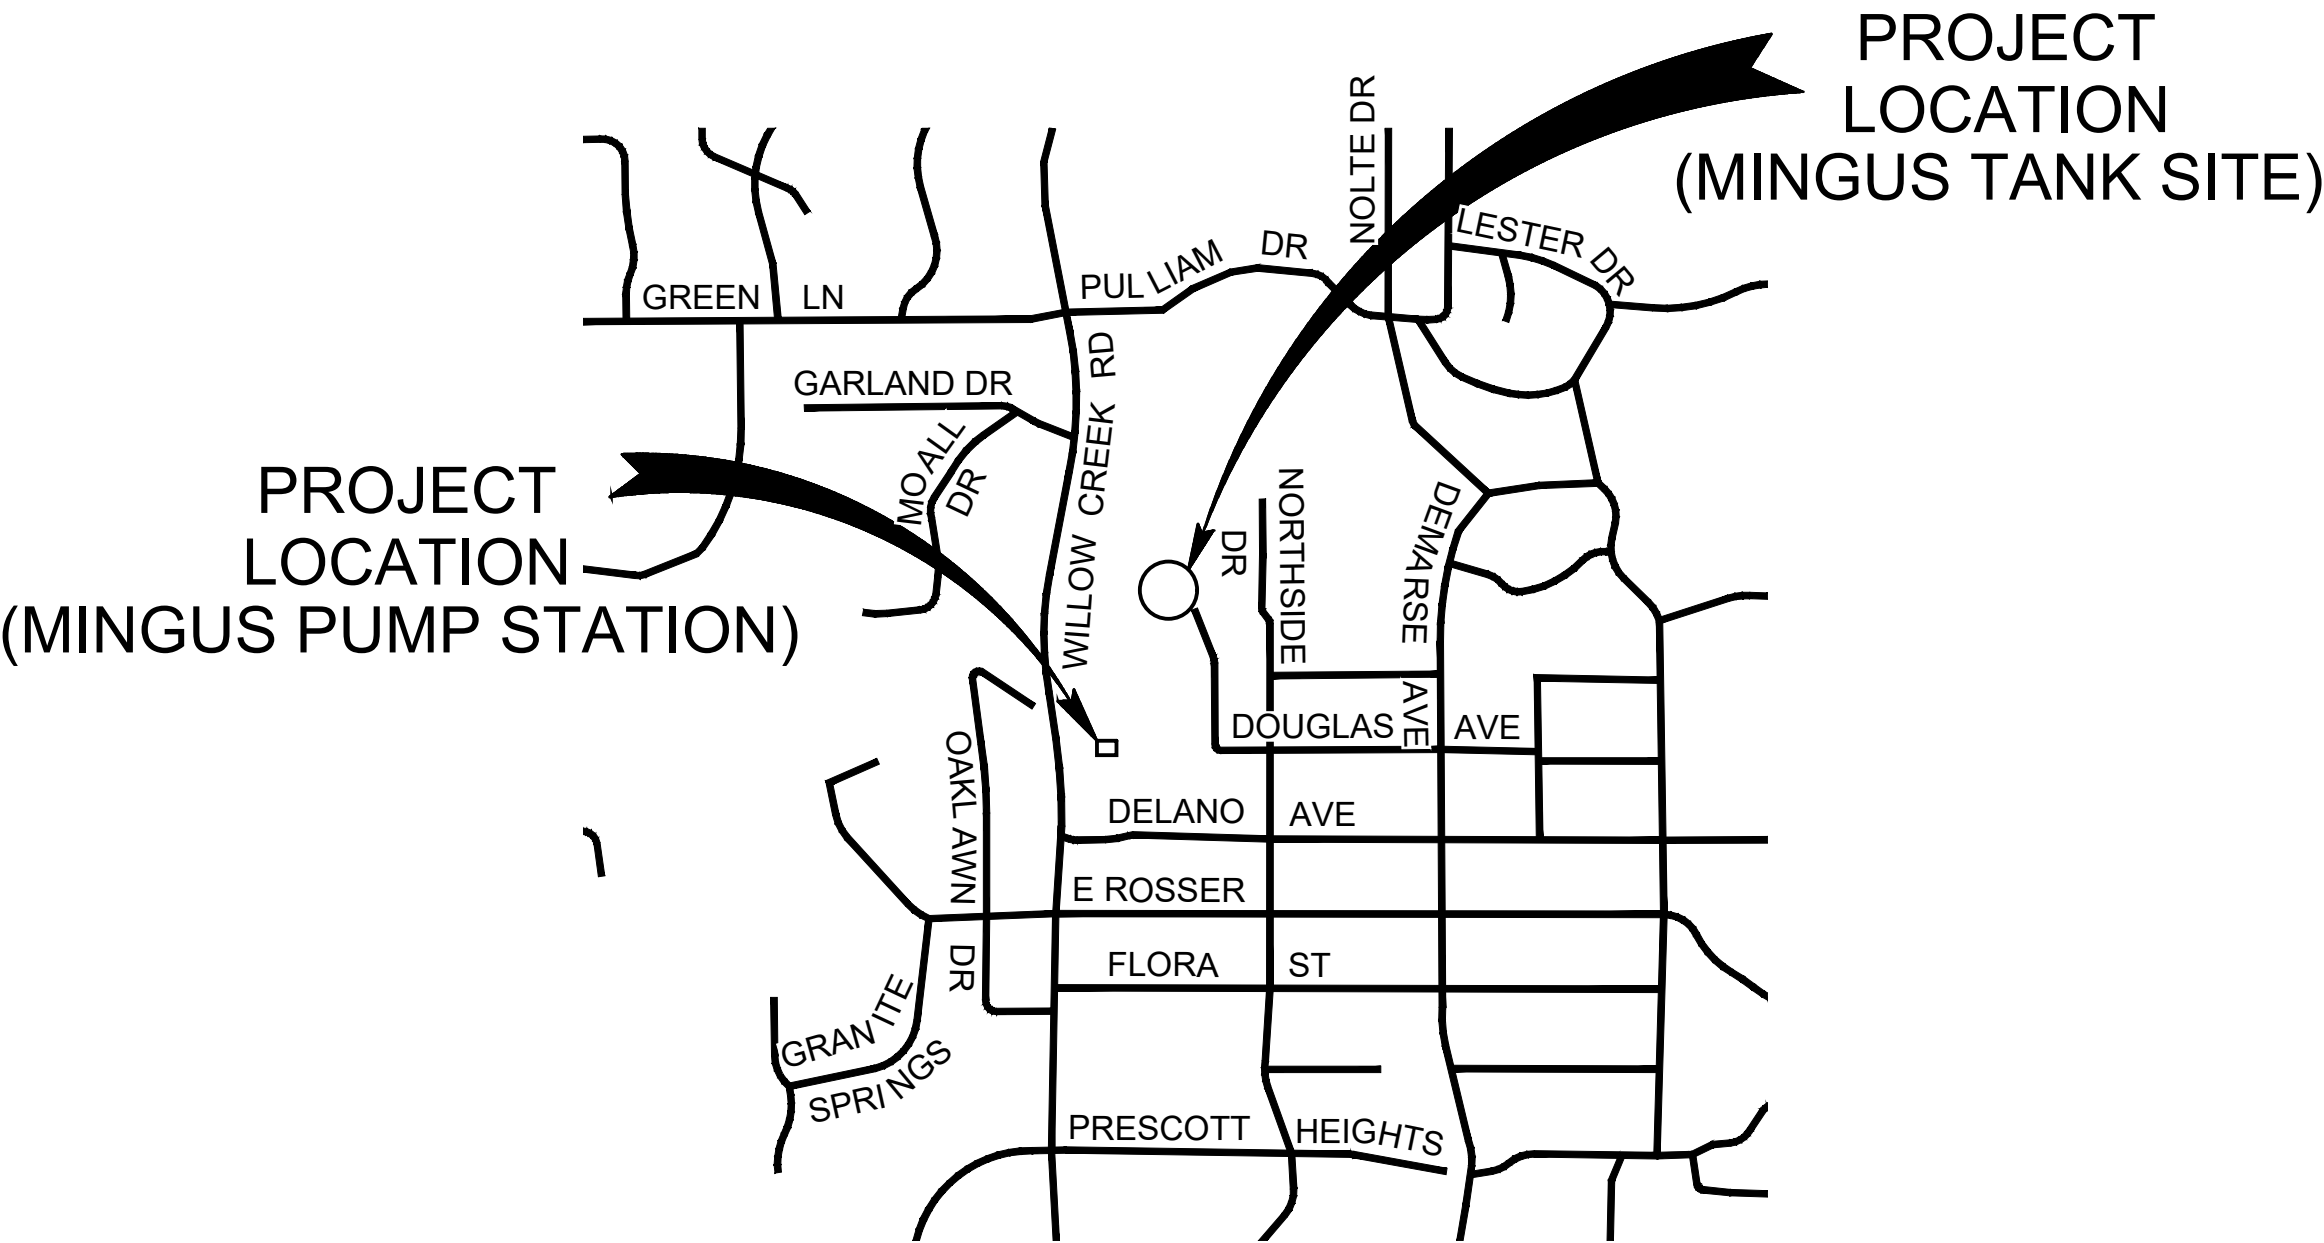 PROJECT
LOCATION
(MINGUS TANK SITE)
NOLTE DR
LESTER DR
PULLIAM DR
GREEN LN
WILLOW CREEK RD
GARLAND DR
MOALL
DR
PROJECT
LOCATION
(MINGUS PUMP STATION)
NORTHSIDE
DR
DEMARSE AVE
DOUGLAS AVE
OAKLAWN DR
DELANO AVE
E ROSSER
FLORA ST
GRANITE
SPRINGS
PRESCOTT HEIGHTS